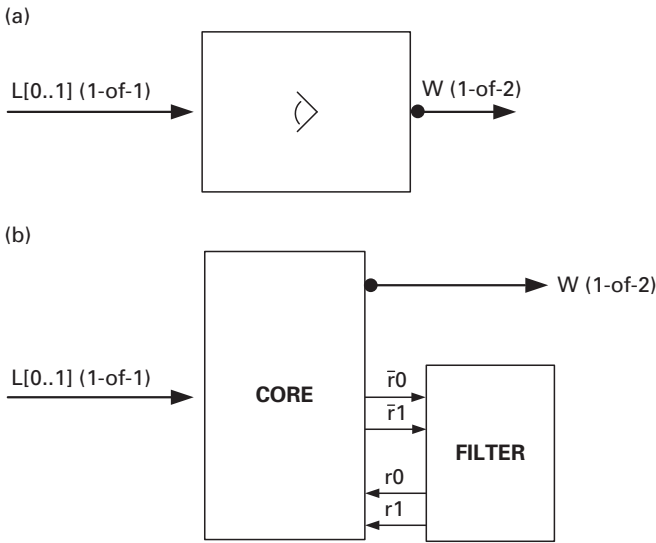 (a)
L[0..1] (1-of-1)
W (1-of-2)
(b)
W (1-of-2)
L[0..1] (1-of-1)
CORE
r̄0
r̄1
FILTER
r0
r1